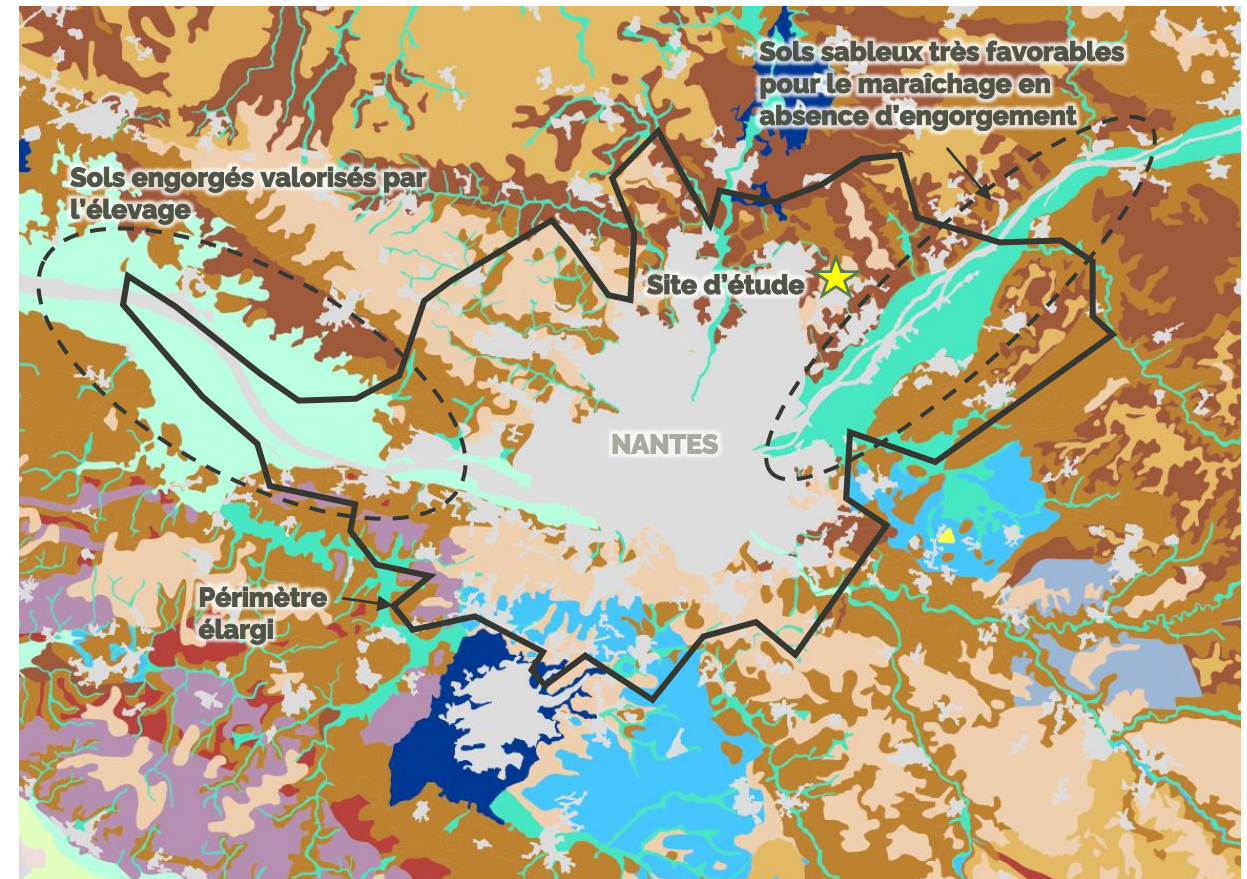 Sols sableux très favorables
pour le maraîchage en
absence d'engorgement
Sols engorgés valorisés par
l'élevage
Site d'étude
NANTES
Périmètre
élargi